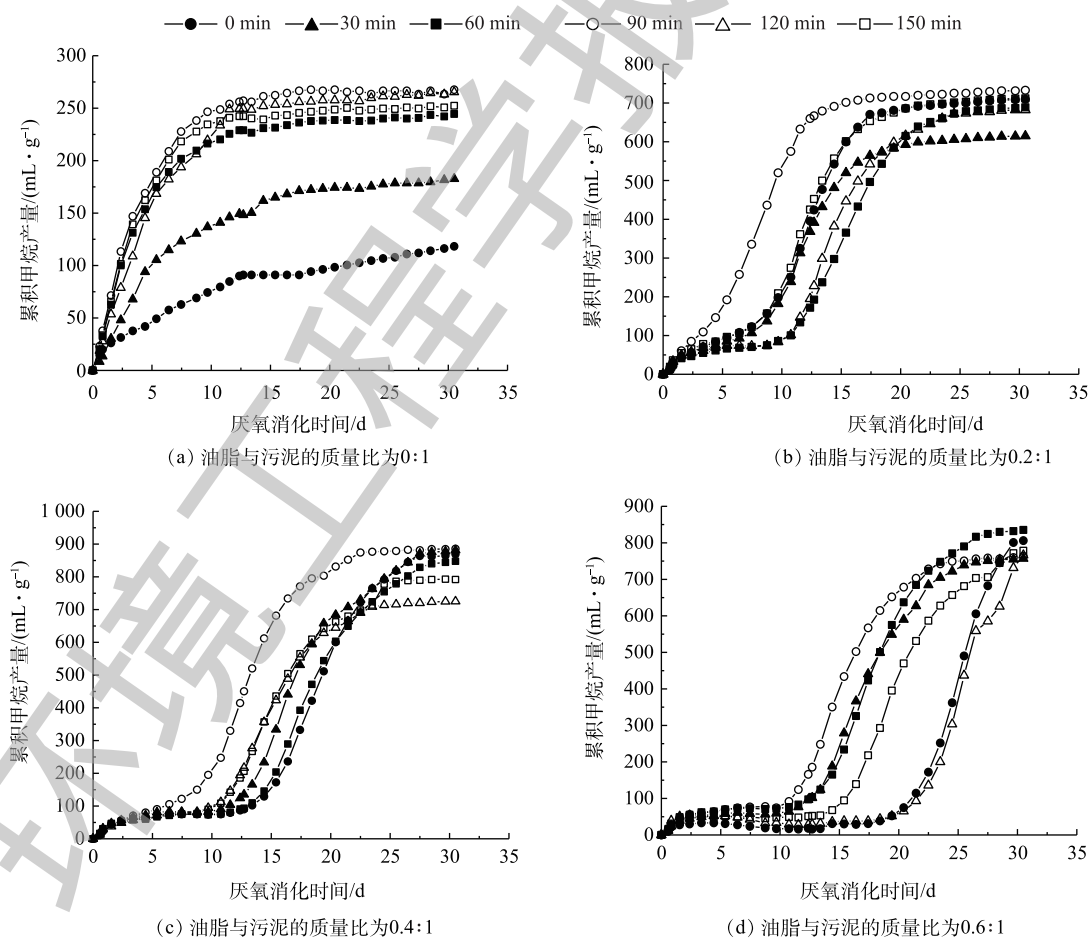 0 min 30 min 60 min 90 min 120 min 150 min
300
250
200
150
100
50
0
0 5 10 15 20 25 30 35
累积甲烷产量/(mL·g⁻¹)
厌氧消化时间/d
(a) 油脂与污泥的质量比为0∶1
800
700
600
500
400
300
200
100
0
0 5 10 15 20 25 30 35
累积甲烷产量/(mL·g⁻¹)
厌氧消化时间/d
(b) 油脂与污泥的质量比为0.2∶1
1 000
900
800
700
600
500
400
300
200
100
0
0 5 10 15 20 25 30 35
累积甲烷产量/(mL·g⁻¹)
厌氧消化时间/d
(c) 油脂与污泥的质量比为0.4∶1
900
800
700
600
500
400
300
200
100
0
0 5 10 15 20 25 30 35
累积甲烷产量/(mL·g⁻¹)
厌氧消化时间/d
(d) 油脂与污泥的质量比为0.6∶1
环境工程学报